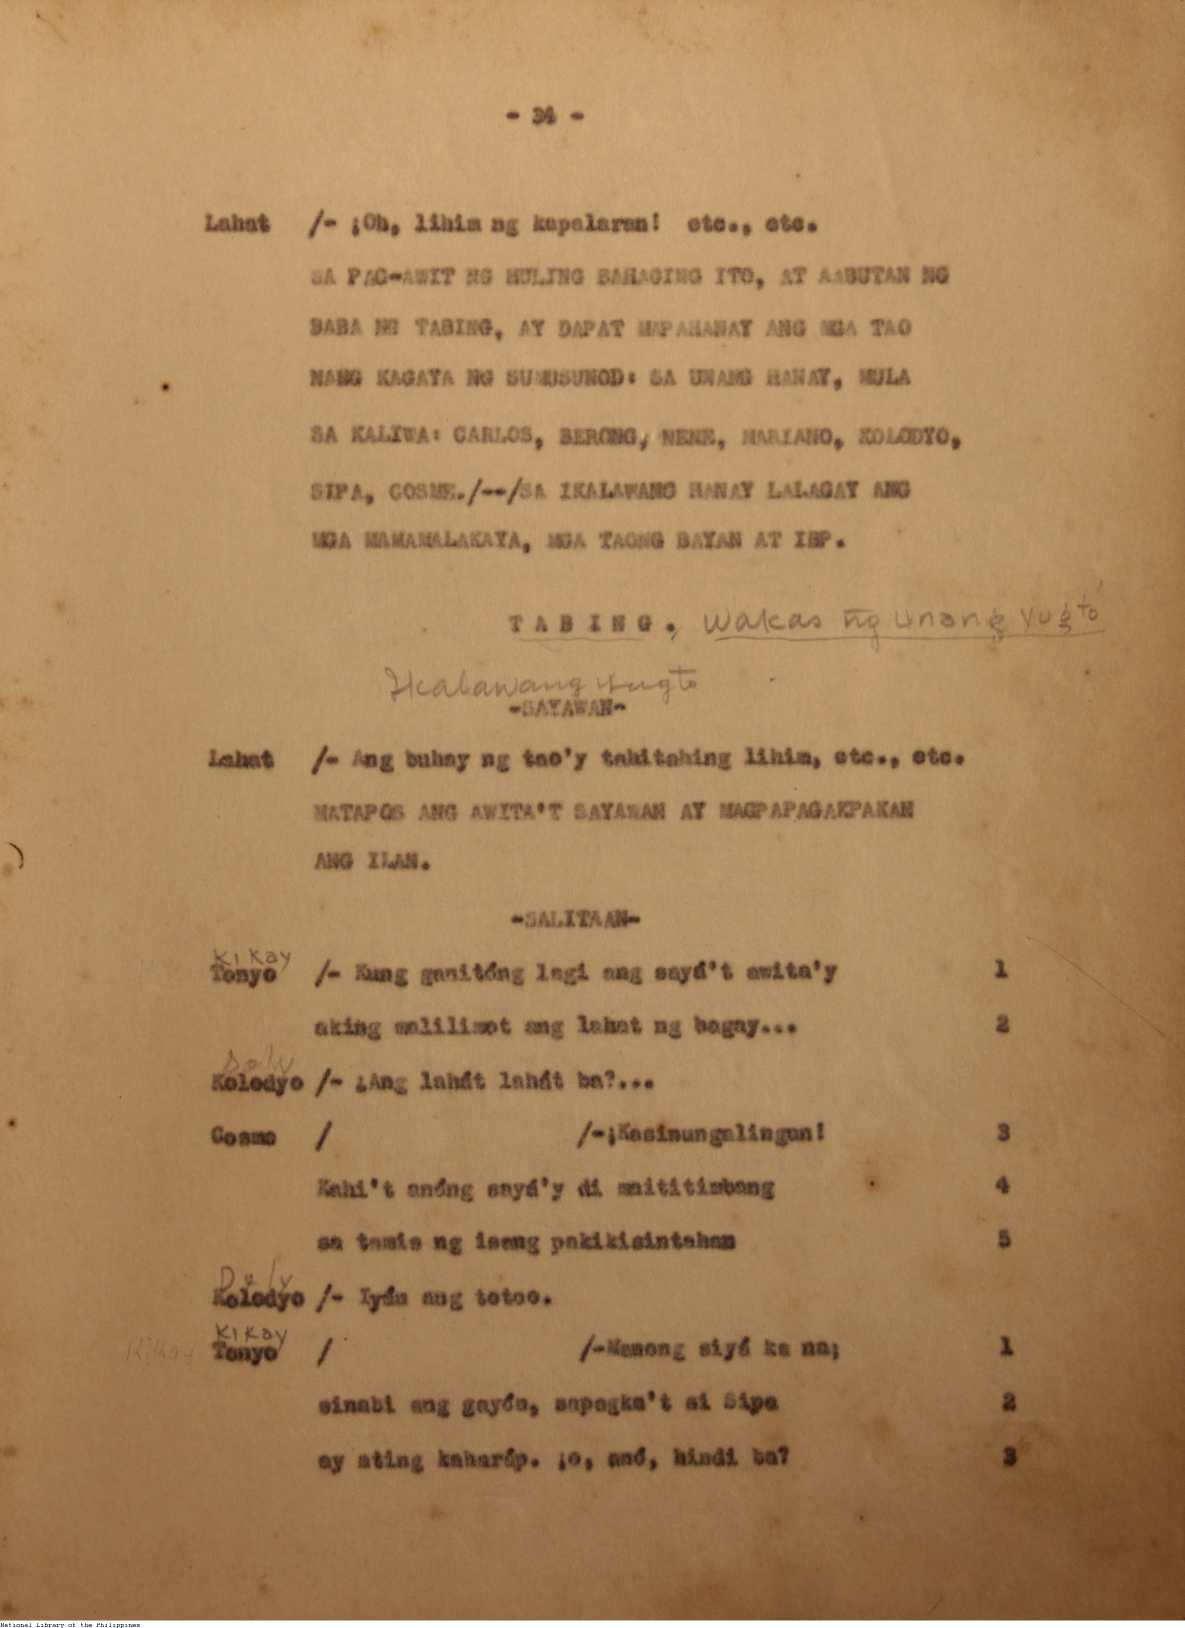 - 34 -
Lahat /- ¡Oh, lihim ng kapalaran! etc., etc.
SA PAG-AWIT NG MULING BAHAGING ITO, AT AABUTAN NG
BABA NG TABING, AY DAPAT MAPAHANAY ANG MGA TAO
NANG KAGAYA NG SUMUSUNOD: SA UNANG HANAY, MULA
SA KALIWA: CARLOS, BERONG, NENE, MARIANO, KOLODYO,
SIPA, COSME./--/SA IKALAWANG HANAY LALAGAY ANG
MGA MAMAMALAKAYA, MGA TAONG BAYAN AT IBP.
T A B I N G . Wakas ng Unang Yugto
Ikalawang Yugto
-SAYAWAN-
Lahat /- Ang buhay ng tao'y tahitahing lihim, etc., etc.
MATAPOS ANG AWITA'T SAYAWAN AY MAGPAPAGAKPAKAN
ANG ILAN.
-SALITAAN-
Kikay
Tonyo /- Kung ganitóng lagi ang sayá't awita'y 1
aking malilimot ang lahat ng bagay... 2
Kolodyo /- ¿Ang lahát lahát ba?...
Cosme / /-¡Kasinungalingan! 3
Kahi't anóng sayá'y di maititimbang 4
sa tamis ng isang pakikisintahan 5
Kolodyo /- Iyán ang totoo.
Kikay
Kikay Tonyo / /-Mamong siyá ka na; 1
sinabi ang gayón, sapagka't si Sipa 2
ay ating kaharáp. ¡o, anó, hindi ba? 3
National Library of the Philippines